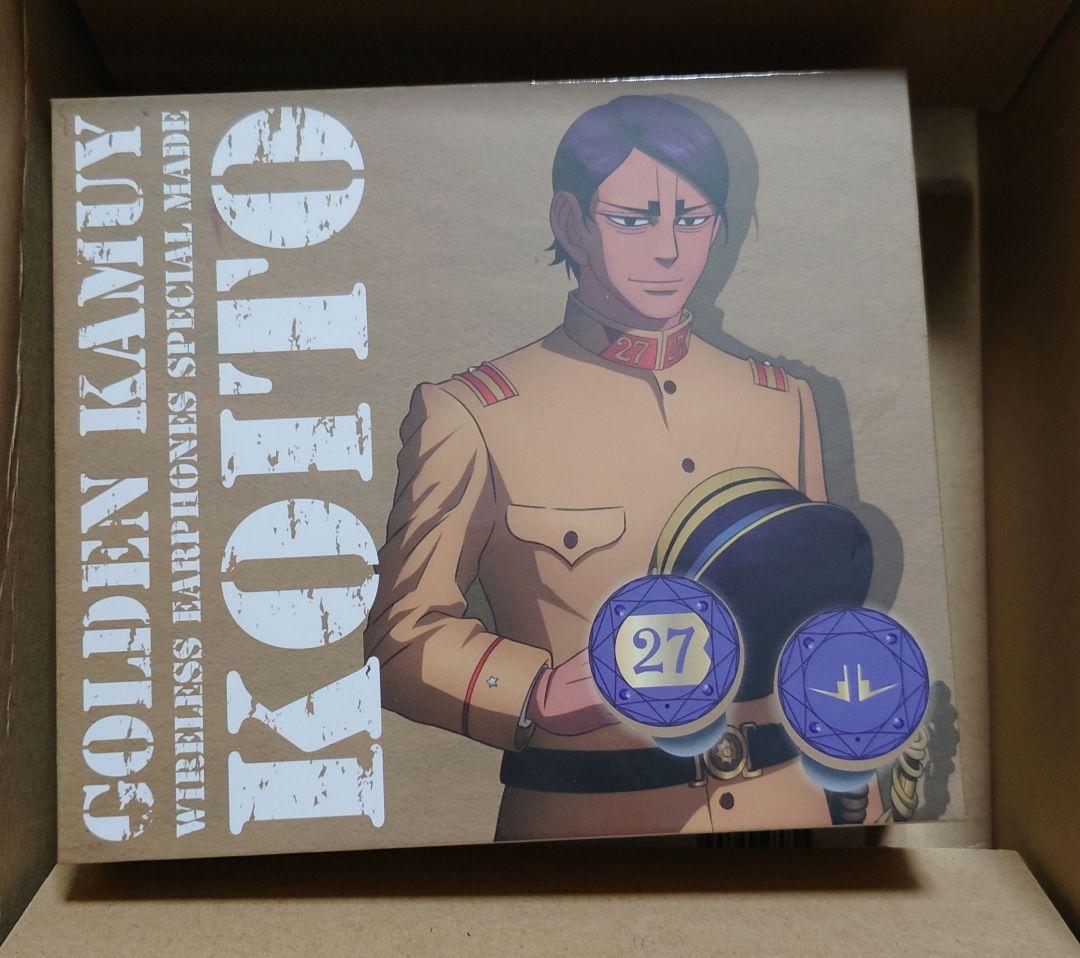 GOLDEN KAMUY
WIRELESS EARPHONES SPECIAL MADE
KOITO
27 27
27